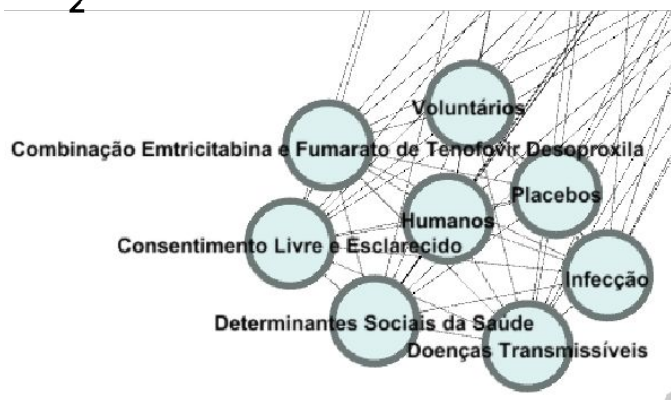 2
Voluntários
Combinação Emtricitabina e Fumarato de Tenofovir Desoproxila
Placebos
Humanos
Consentimento Livre e Esclarecido
Infecção
Determinantes Sociais da Saúde
Doenças Transmissíveis